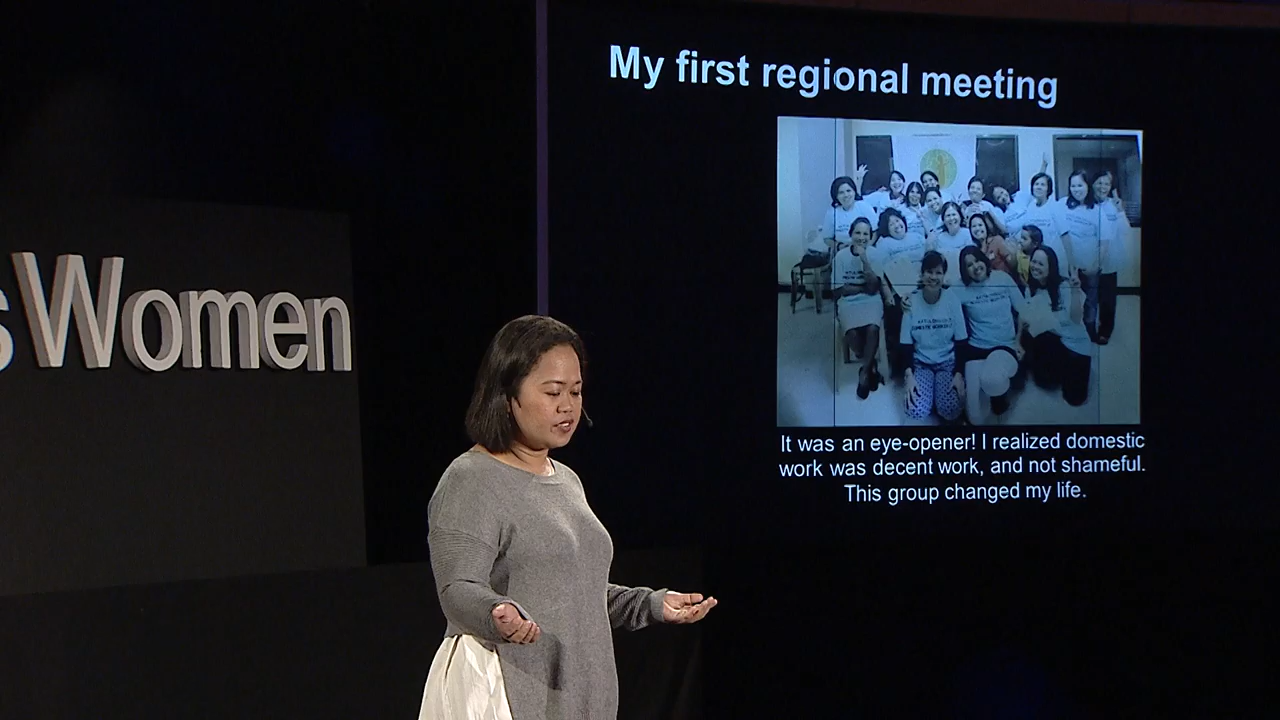 My first regional meeting
sWomen
It was an eye-opener! I realized domestic
work was decent work, and not shameful.
This group changed my life.